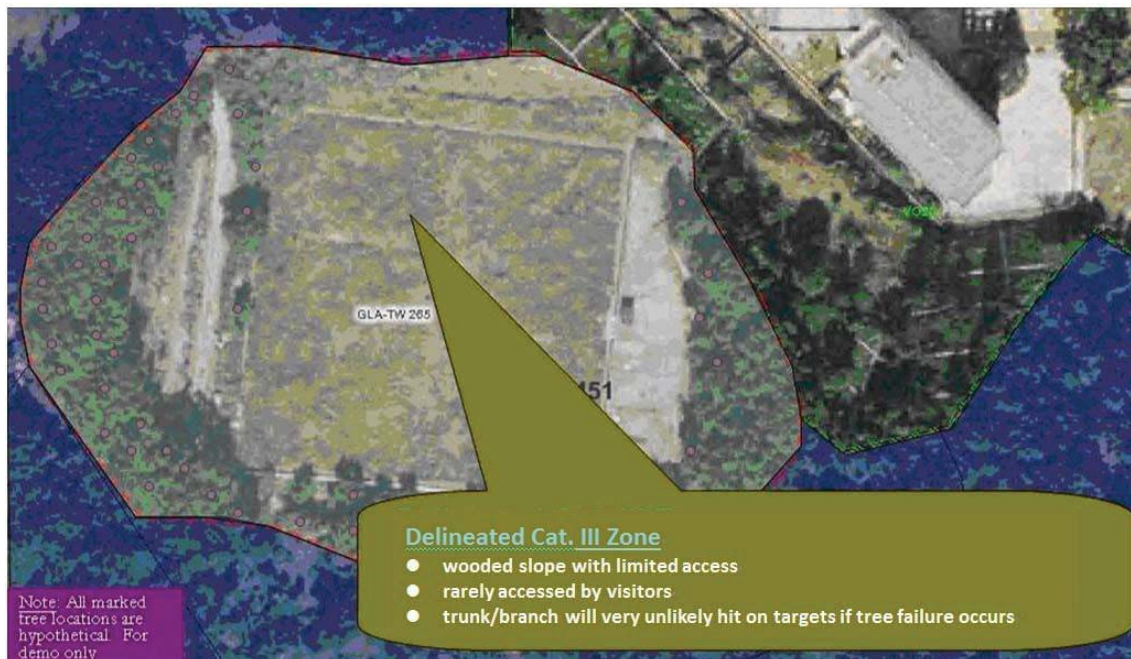 GLA-TW 265
451
Delineated Cat. III Zone
● wooded slope with limited access
● rarely accessed by visitors
● trunk/branch will very unlikely hit on targets if tree failure occurs
Note: All marked
tree locations are
hypothetical. For
demo only